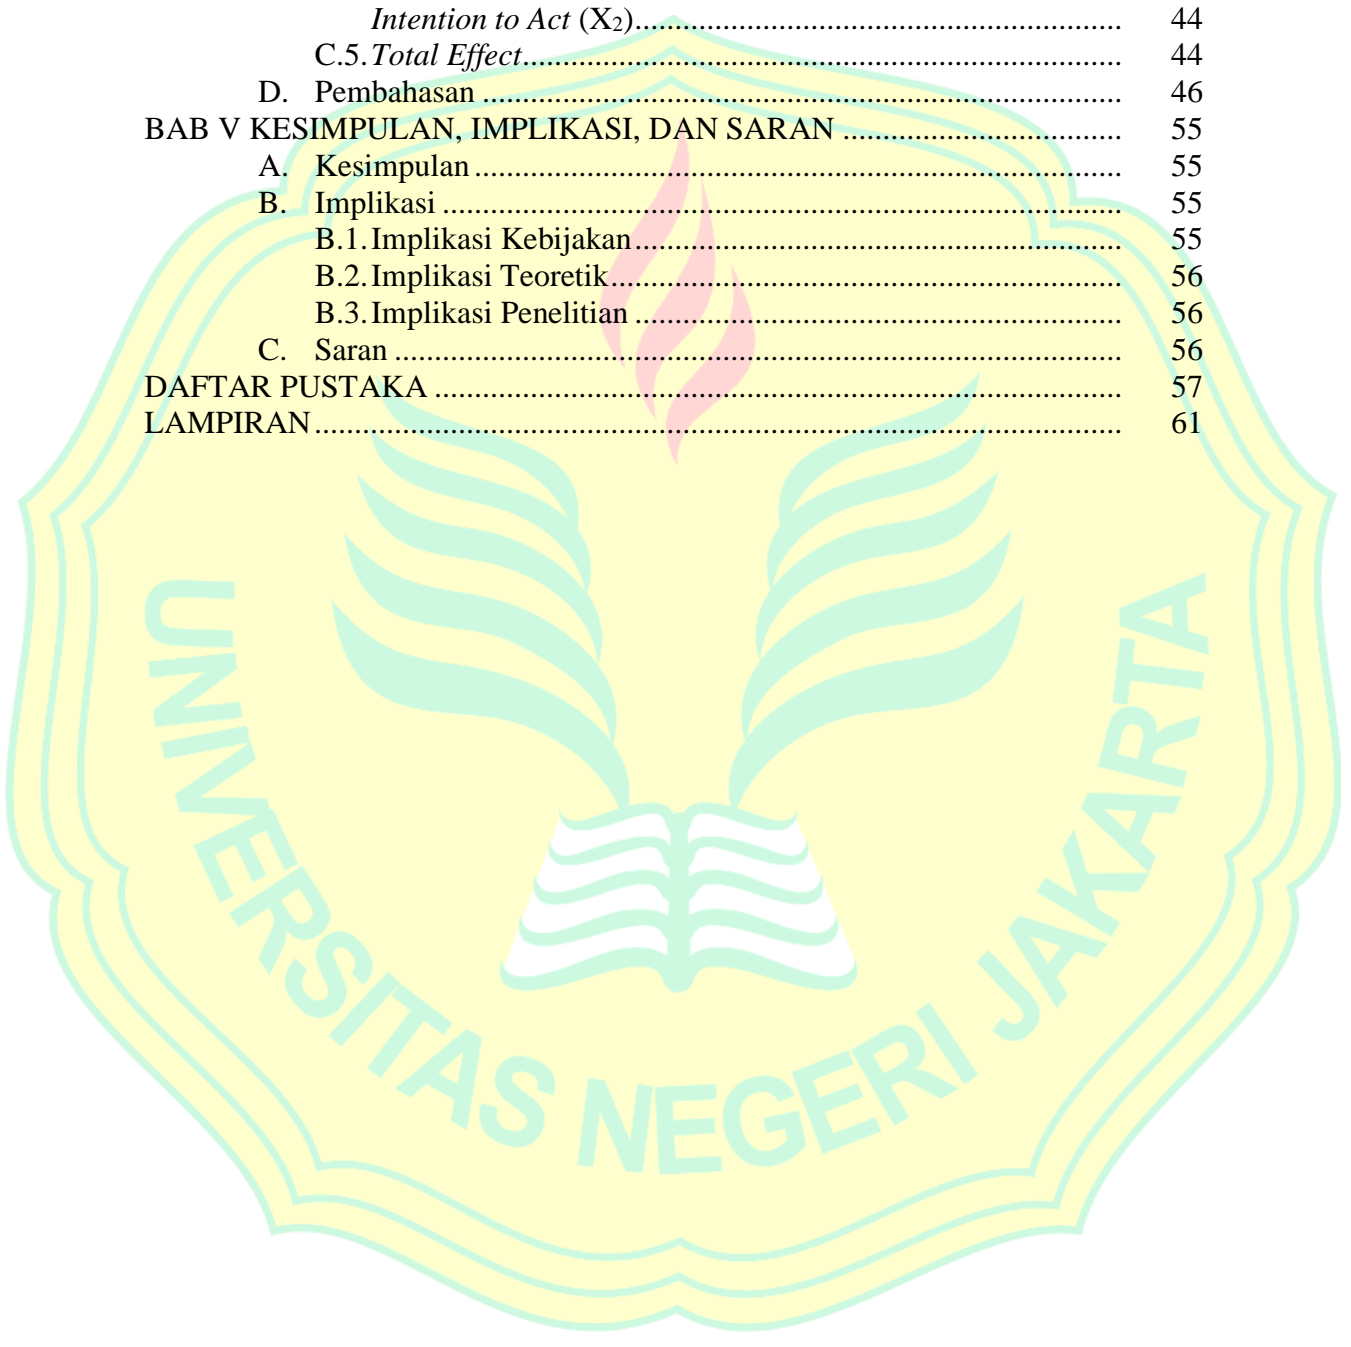 Intention to Act (X₂)............................................................. 44
C.5. Total Effect........................................................................... 44
D. Pembahasan ................................................................................ 46
BAB V KESIMPULAN, IMPLIKASI, DAN SARAN ................................... 55
A. Kesimpulan ................................................................................. 55
B. Implikasi ..................................................................................... 55
B.1. Implikasi Kebijakan............................................................. 55
B.2. Implikasi Teoretik................................................................ 56
B.3. Implikasi Penelitian ............................................................. 56
C. Saran ........................................................................................... 56
DAFTAR PUSTAKA ...................................................................................... 57
LAMPIRAN..................................................................................................... 61
UNIVERSITAS NEGERI JAKARTA